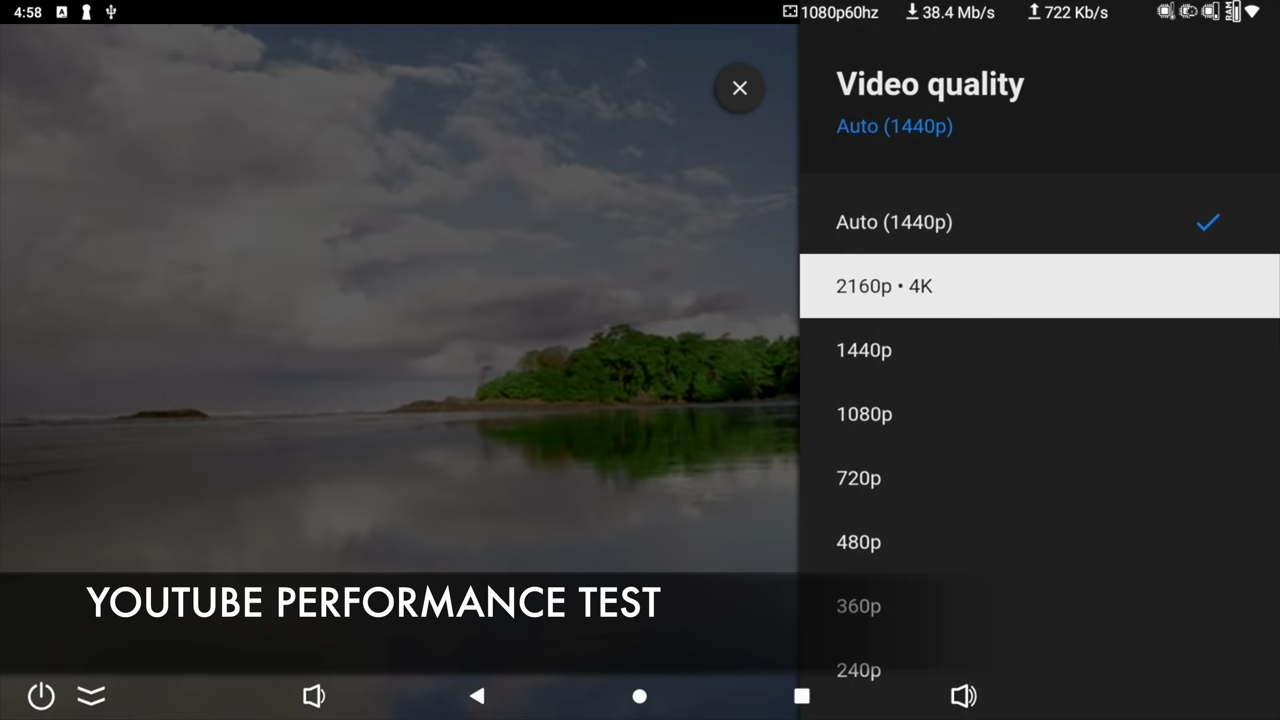 4:58 A 1080p60hz 38.4 Mb/s 722 Kb/s RAM
Video quality
Auto (1440p)
Auto (1440p)
2160p • 4K
1440p
1080p
720p
480p
YOUTUBE PERFORMANCE TEST
360p
240p